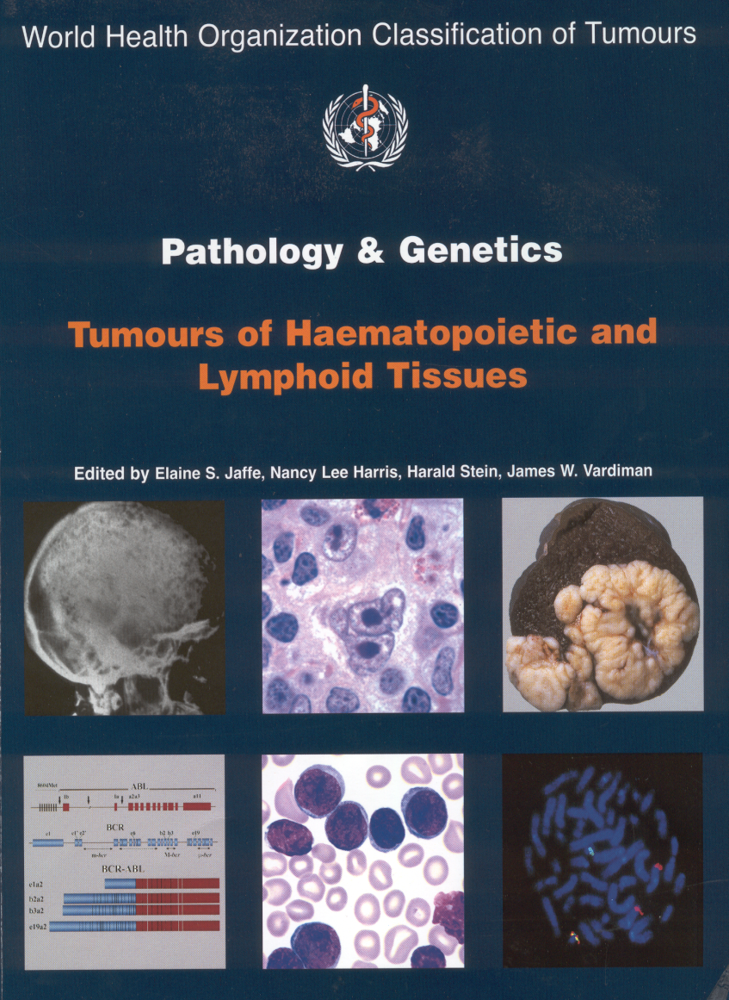 World Health Organization Classification of Tumours
Pathology & Genetics
Tumours of Haematopoietic and
Lymphoid Tissues
Edited by Elaine S. Jaffe, Nancy Lee Harris, Harald Stein, James W. Vardiman
ABL
1b 1a a2a3 a11
BCR
e1 e1' e2' e6 b2 b3 e19
m-bcr M-bcr μ-bcr
BCR-ABL
e1a2
b2a2
b3a2
e19a2